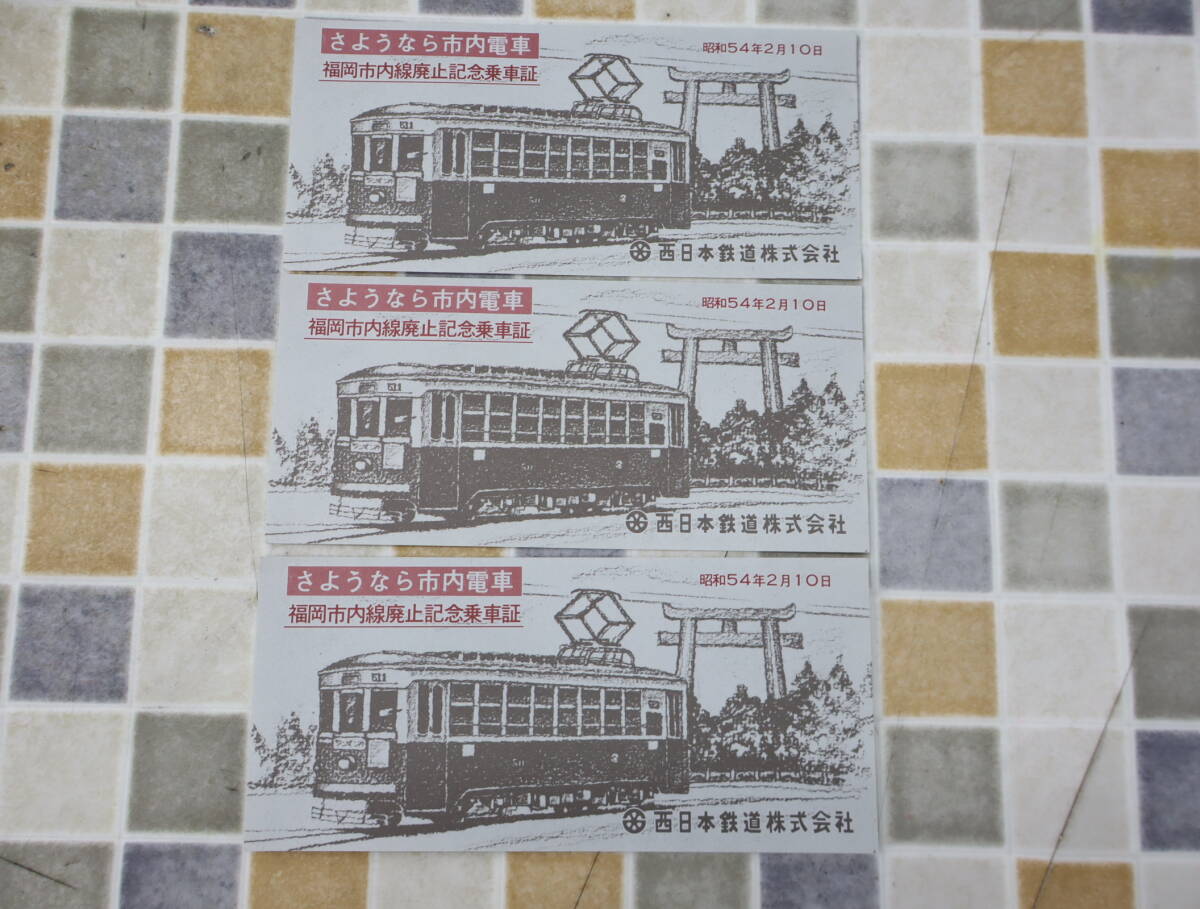 さようなら市内電車
昭和54年2月10日
福岡市内線廃止記念乗車証
511
西日本鉄道株式会社
さようなら市内電車
昭和54年2月10日
福岡市内線廃止記念乗車証
511
西日本鉄道株式会社
さようなら市内電車
昭和54年2月10日
福岡市内線廃止記念乗車証
511
西日本鉄道株式会社